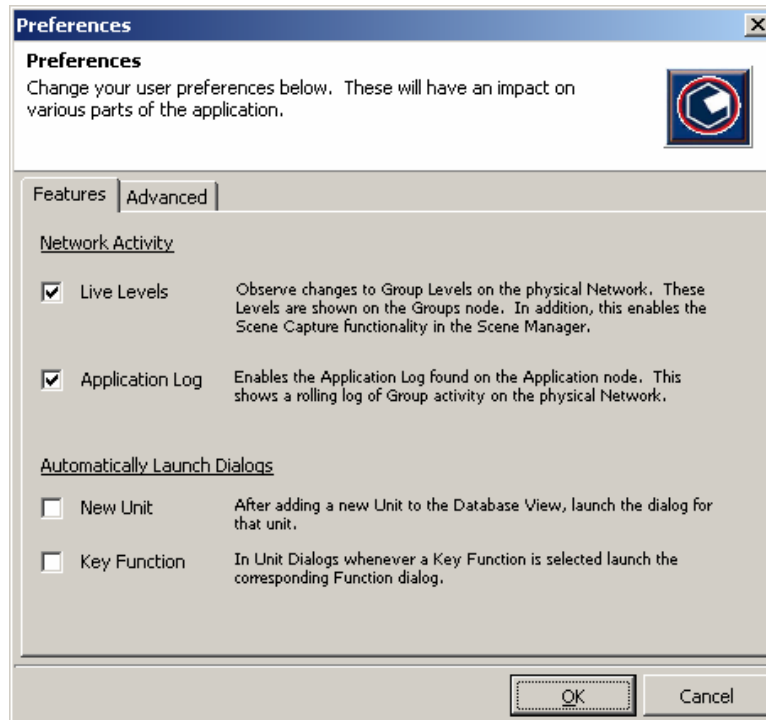 Preferences
Preferences
Change your user preferences below. These will have an impact on
various parts of the application.
Features
Advanced
Network Activity
Live Levels
Observe changes to Group Levels on the physical Network. These
Levels are shown on the Groups node. In addition, this enables the
Scene Capture functionality in the Scene Manager.
Application Log
Enables the Application Log found on the Application node. This
shows a rolling log of Group activity on the physical Network.
Automatically Launch Dialogs
New Unit
After adding a new Unit to the Database View, launch the dialog for
that unit.
Key Function
In Unit Dialogs whenever a Key Function is selected launch the
corresponding Function dialog.
OK
Cancel